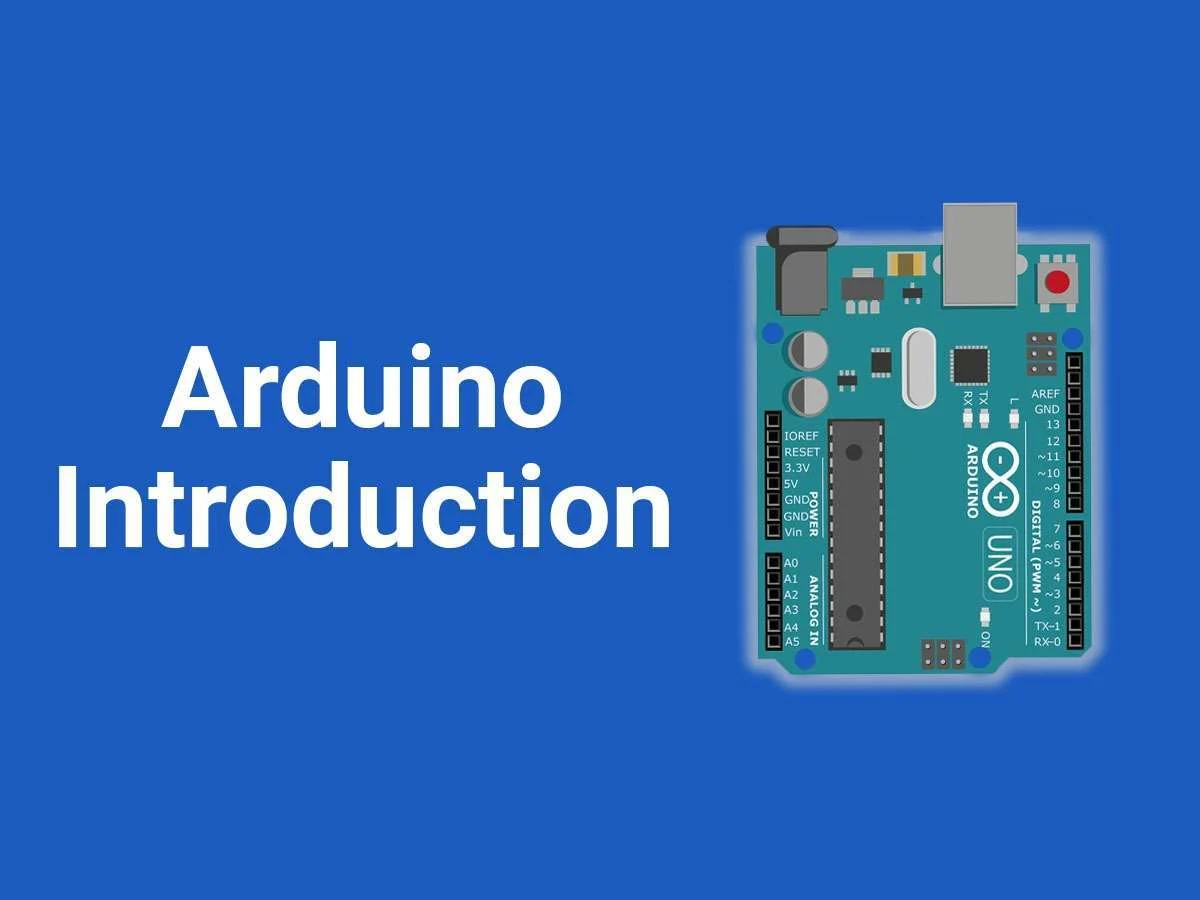 Arduino
Introduction
RX
TX
L
IOREF
RESET
3.3V
5V
GND
GND
Vin
POWER
A0
A1
A2
A3
A4
A5
ANALOG IN
ARDUINO
UNO
ON
AREF
GND
13
12
~11
~10
~9
8
7
~6
~5
4
~3
2
TX-1
RX-0
DIGITAL (PWM ~)